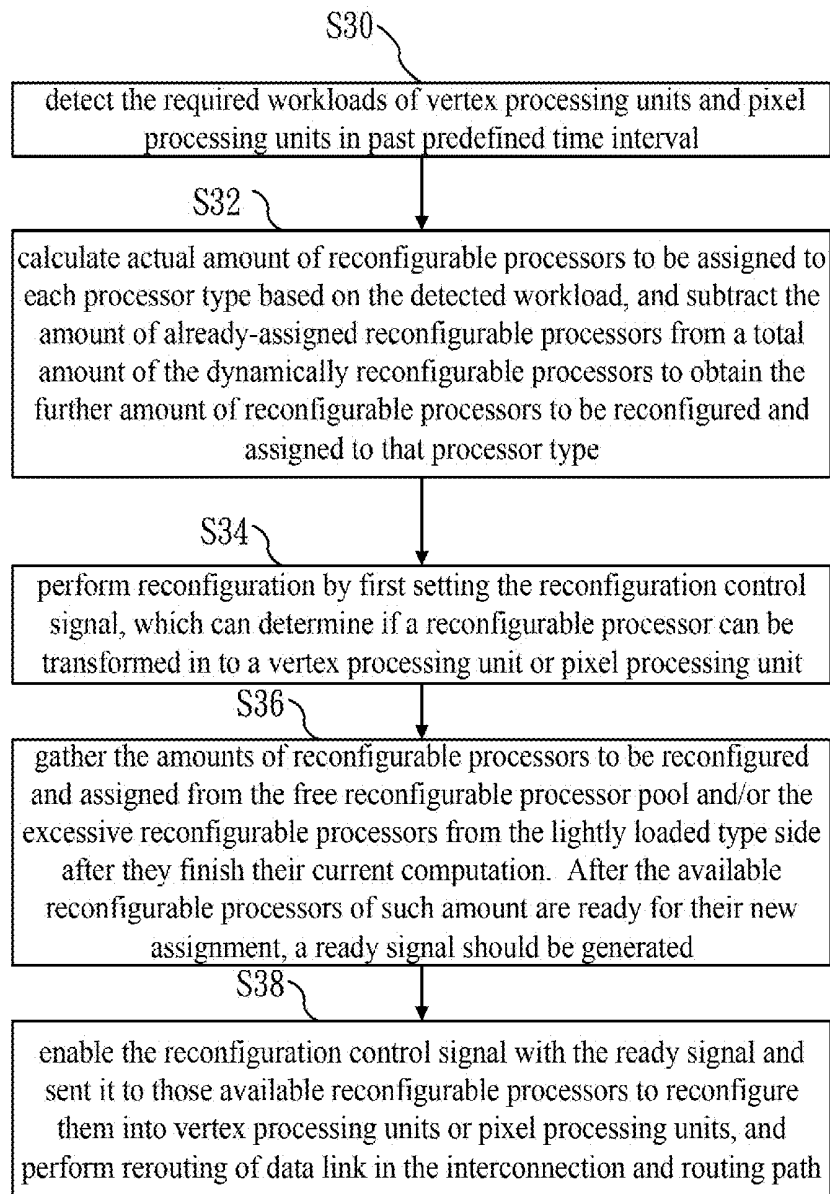 S30
detect the required workloads of vertex processing units and pixel
processing units in past predefined time interval
S32
calculate actual amount of reconfigurable processors to be assigned to
each processor type based on the detected workload, and subtract the
amount of already-assigned reconfigurable processors from a total
amount of the dynamically reconfigurable processors to obtain the
further amount of reconfigurable processors to be reconfigured and
assigned to that processor type
S34
perform reconfiguration by first setting the reconfiguration control
signal, which can determine if a reconfigurable processor can be
transformed in to a vertex processing unit or pixel processing unit
S36
gather the amounts of reconfigurable processors to be reconfigured
and assigned from the free reconfigurable processor pool and/or the
excessive reconfigurable processors from the lightly loaded type side
after they finish their current computation. After the available
reconfigurable processors of such amount are ready for their new
assignment, a ready signal should be generated
S38
enable the reconfiguration control signal with the ready signal and
sent it to those available reconfigurable processors to reconfigure
them into vertex processing units or pixel processing units, and
perform rerouting of data link in the interconnection and routing path